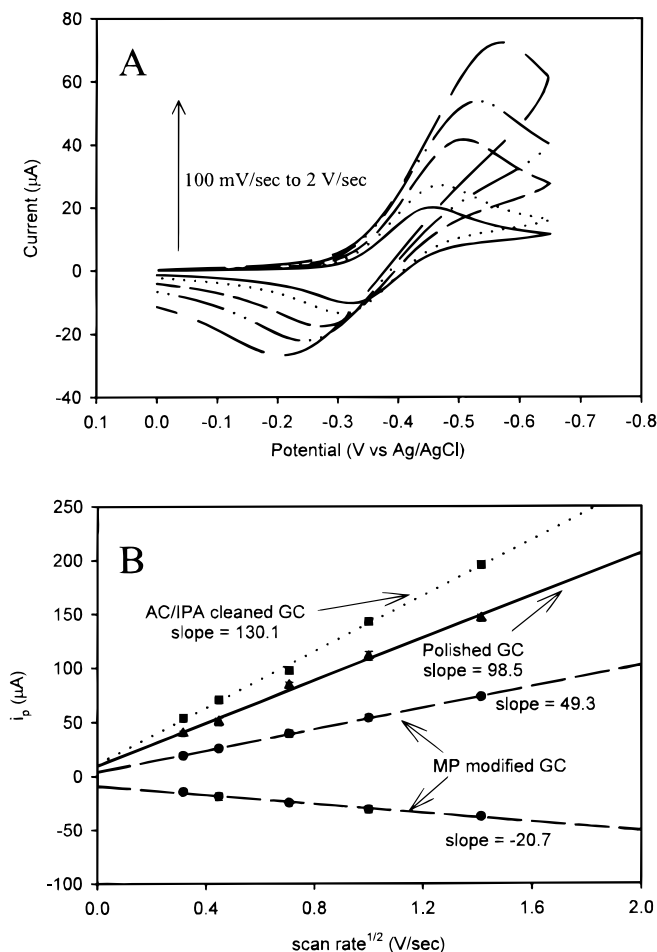 80
60
40
20
0
-20
-40
Current (μA)
A
100 mV/sec to 2 V/sec
0.1 0.0 -0.1 -0.2 -0.3 -0.4 -0.5 -0.6 -0.7 -0.8
Potential (V vs Ag/AgCl)
250
200
150
100
50
0
-50
-100
i_p (μA)
B
AC/IPA cleaned GC
slope = 130.1
Polished GC
slope = 98.5
slope = 49.3
MP modified GC
slope = -20.7
0.0 0.4 0.8 1.2 1.6 2.0
scan rate^1/2 (V/sec)